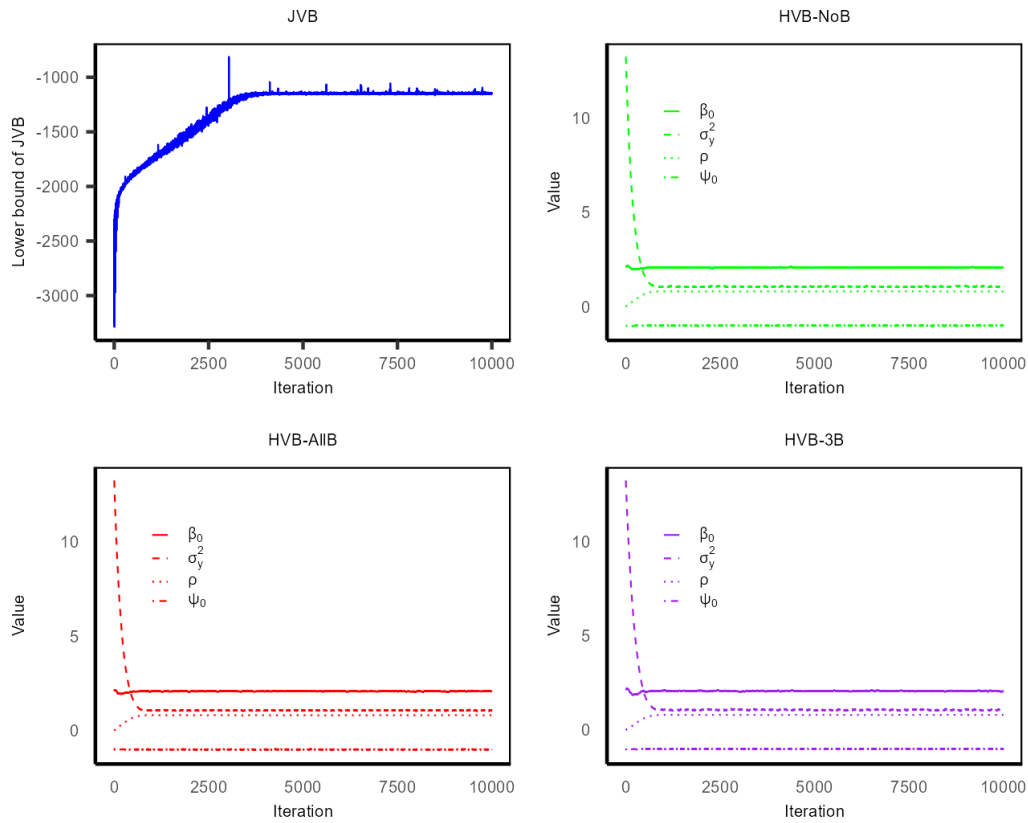 JVB
Lower bound of JVB
-1000
-1500
-2000
-2500
-3000
0 2500 5000 7500 10000
Iteration
HVB-NoB
Value
10
5
0
β₀
σ²y
ρ
ψ₀
0 2500 5000 7500 10000
Iteration
HVB-AllB
Value
10
5
0
β₀
σ²y
ρ
ψ₀
0 2500 5000 7500 10000
Iteration
HVB-3B
Value
10
5
0
β₀
σ²y
ρ
ψ₀
0 2500 5000 7500 10000
Iteration